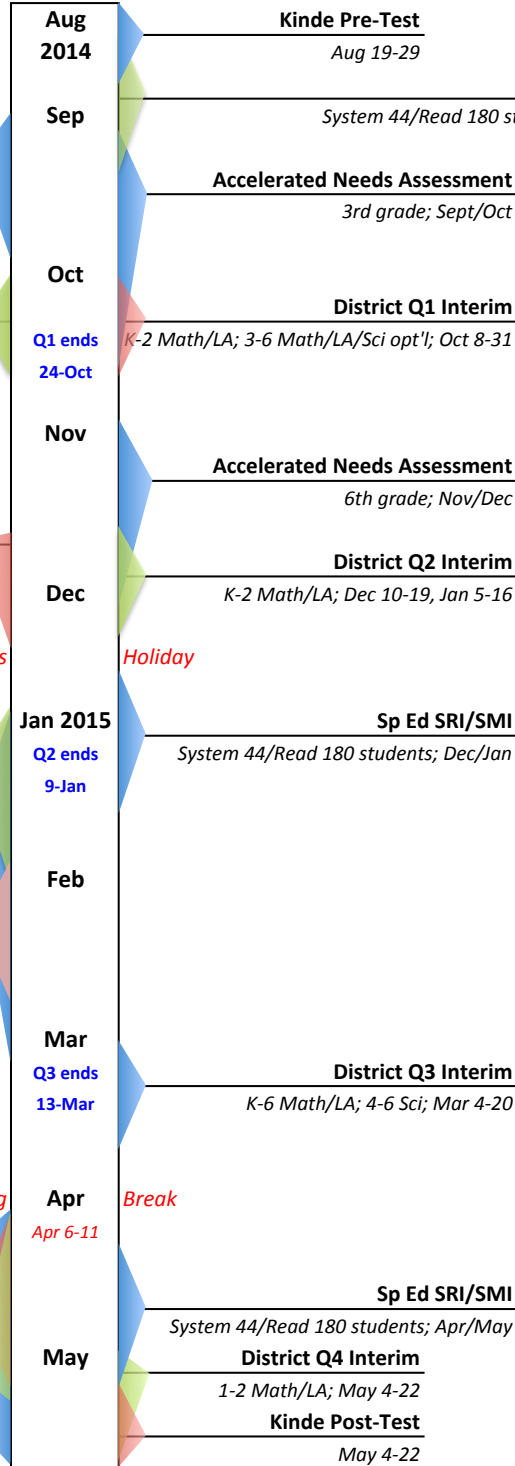 Aug
2014
Kinde Pre-Test
Aug 19-29
Sep
System 44/Read 180
Accelerated Needs Assessment
3rd grade; Sept/Oct
Oct
District Q1 Interim
Q1 ends
K-2 Math/LA; 3-6 Math/LA/Sci opt'l; Oct 8-31
24-Oct
Nov
Accelerated Needs Assessment
6th grade; Nov/Dec
District Q2 Interim
Dec
K-2 Math/LA; Dec 10-19, Jan 5-16
Holiday
Jan 2015
Sp Ed SRI/SMI
Q2 ends
System 44/Read 180 students; Dec/Jan
9-Jan
Feb
Mar
Q3 ends
District Q3 Interim
13-Mar
K-6 Math/LA; 4-6 Sci; Mar 4-20
Apr
Break
Apr 6-11
Sp Ed SRI/SMI
System 44/Read 180 students; Apr/May
May
District Q4 Interim
1-2 Math/LA; May 4-22
Kinde Post-Test
May 4-22